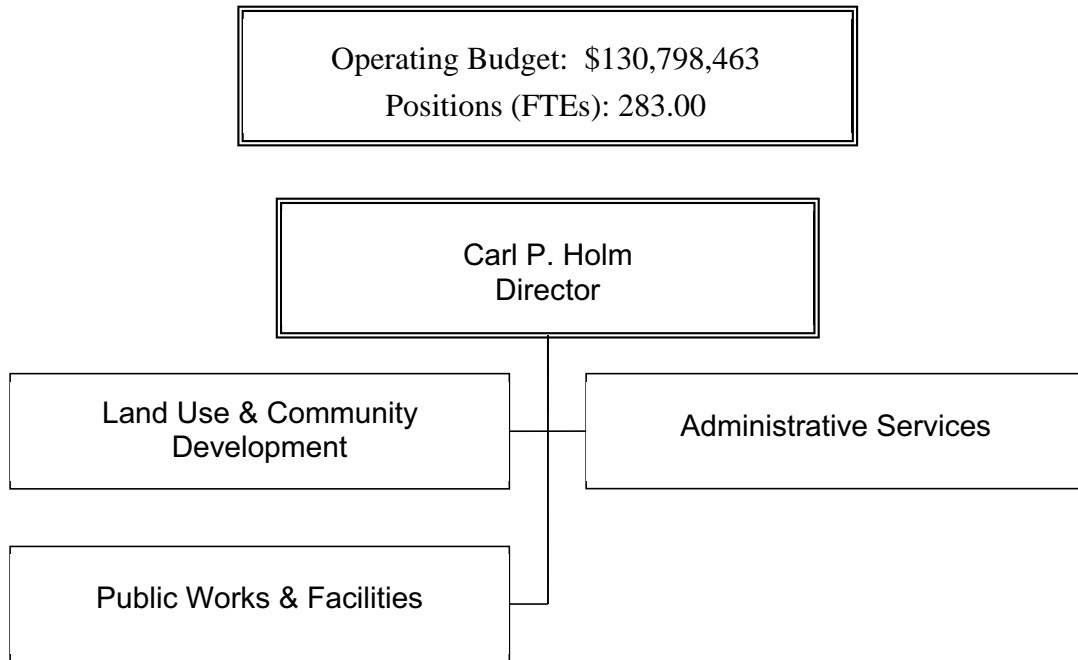 Operating Budget: $130,798,463
Positions (FTEs): 283.00
Carl P. Holm
Director
Land Use & Community
Development
Administrative Services
Public Works & Facilities